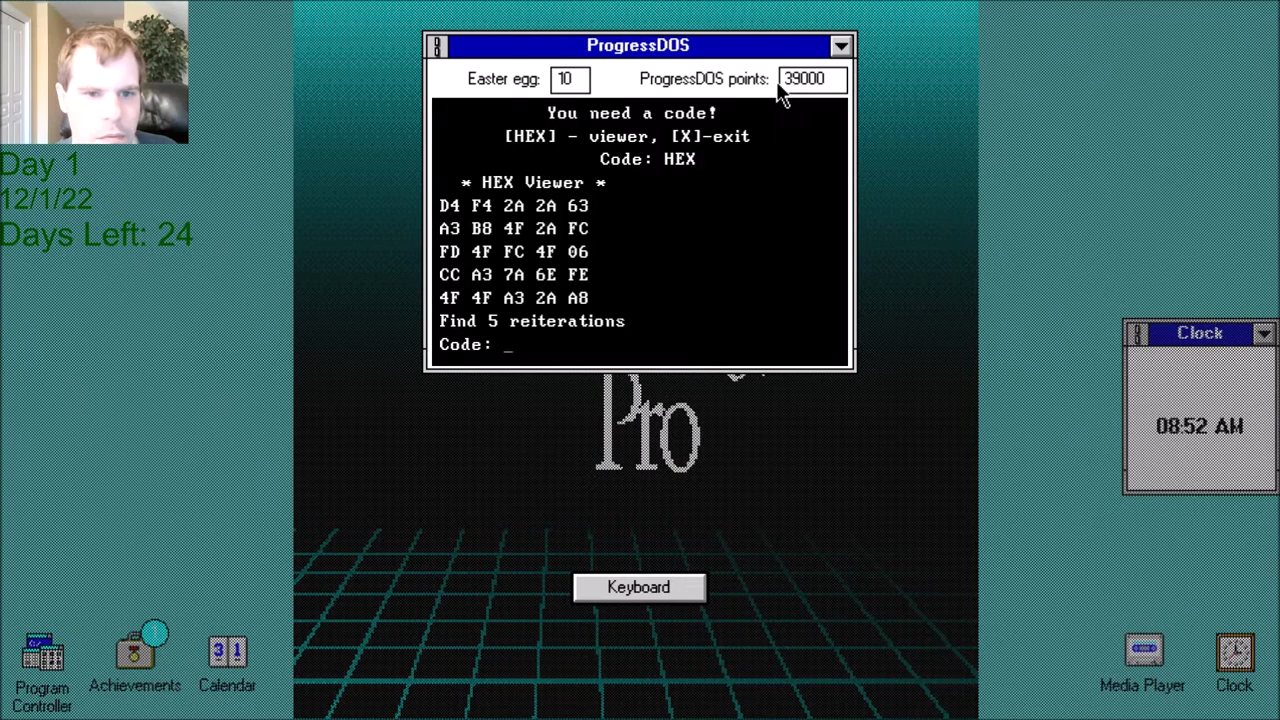 ProgressDOS
Easter egg: 10 ProgressDOS points: 39000
You need a code!
[HEX] - viewer, [X]-exit
Code: HEX
* HEX Viewer *
D4 F4 2A 2A 63
A3 B8 4F 2A FC
FD 4F FC 4F 06
CC A3 7A 6E FE
4F 4F A3 2A A8
Find 5 reiterations
Code: _
Day 1
12/1/22
Days Left: 24
Clock
08:52 AM
Pro
Keyboard
Program Controller
Achievements
31
Calendar
Media Player
Clock